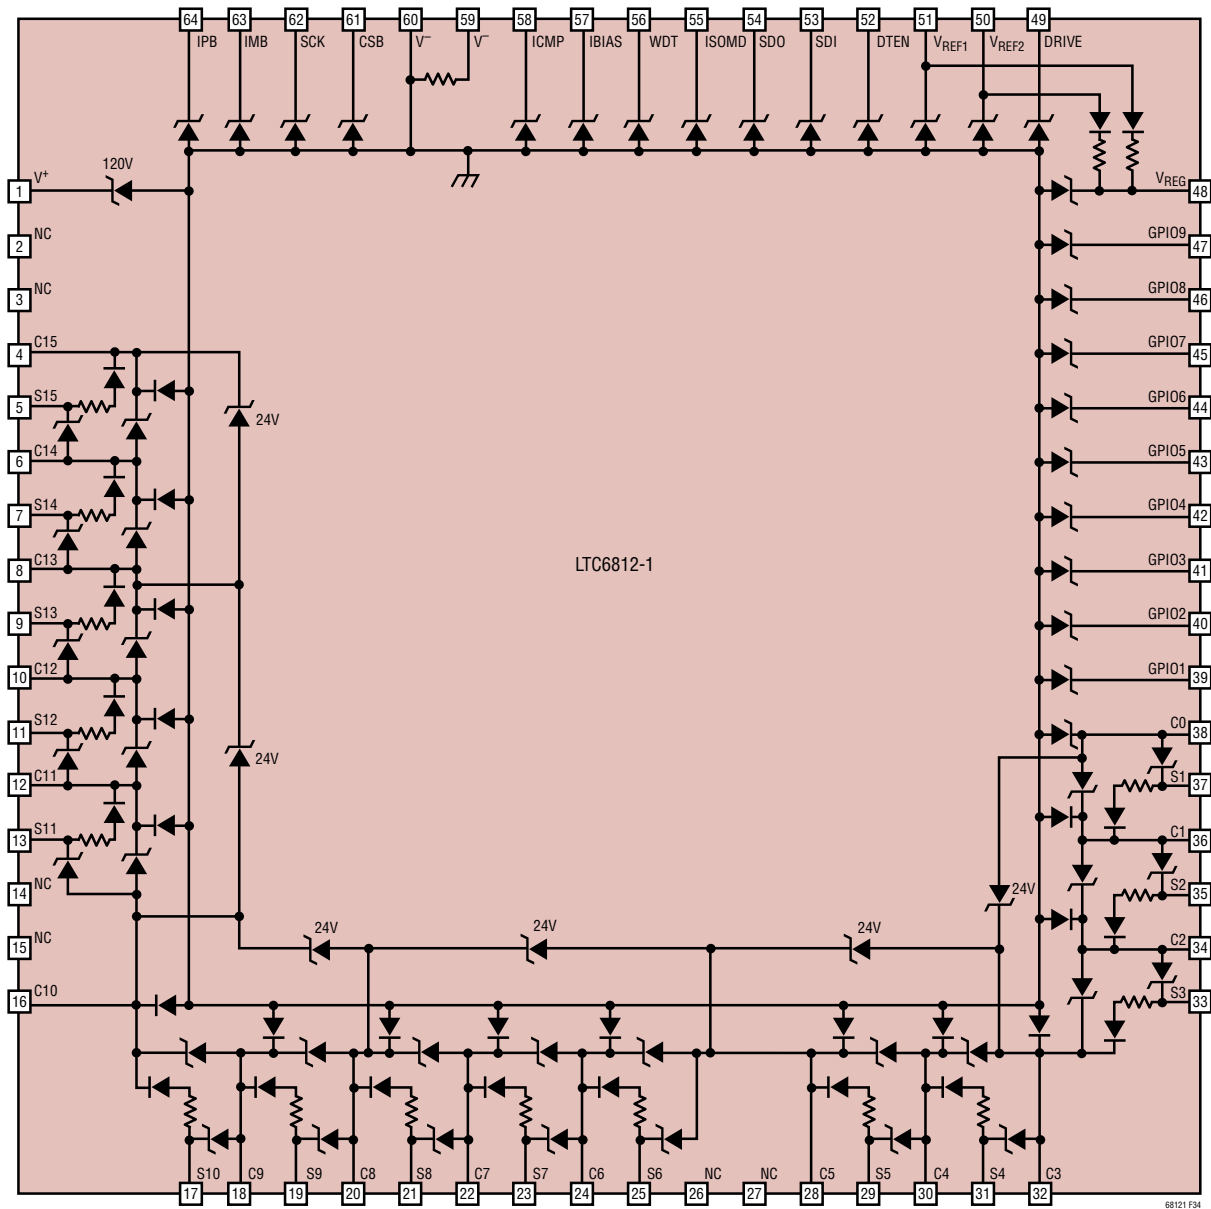 64 63 62 61 60 59 58 57 56 55 54 53 52 51 50 49
IPB IMB SCK CSB V– V– ICMP IBIAS WDT ISOMD SDO SDI DTEN VREF1 VREF2 DRIVE
120V
1 V+
VREG 48
2 NC
GPIO9 47
3 NC
GPIO8 46
4 C15
GPIO7 45
5 S15
24V
GPIO6 44
6 C14
GPIO5 43
7 S14
GPIO4 42
8 C13
LTC6812-1
GPIO3 41
9 S13
GPIO2 40
10 C12
GPIO1 39
11 S12
24V
C0 38
12 C11
S1 37
13 S11
C1 36
14 NC
24V
S2 35
15 NC
24V 24V 24V
C2 34
16 C10
S3 33
S10 C9 S9 C8 S8 C7 S7 C6 S6 NC NC C5 S5 C4 S4 C3
17 18 19 20 21 22 23 24 25 26 27 28 29 30 31 32
68121 F34